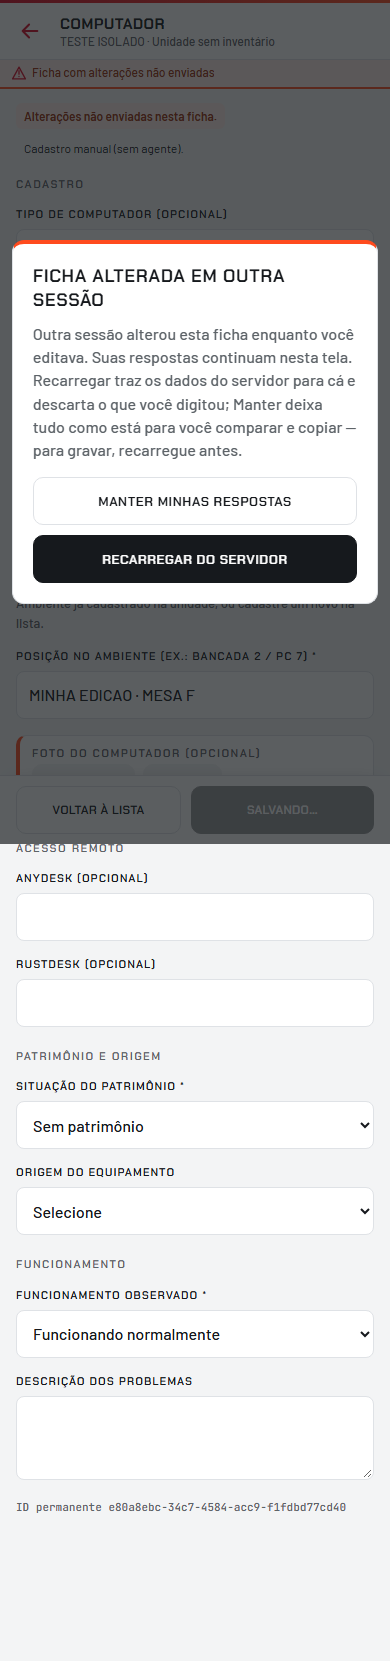 COMPUTADOR
TESTE ISOLADO · Unidade sem inventário
Ficha com alterações não enviadas
Alterações não enviadas nesta ficha.
Cadastro manual (sem agente).
CADASTRO
TIPO DE COMPUTADOR (OPCIONAL)
FICHA ALTERADA EM OUTRA
SESSÃO
Outra sessão alterou esta ficha enquanto você
editava. Suas respostas continuam nesta tela.
Recarregar traz os dados do servidor para cá e
descarta o que você digitou; Manter deixa
tudo como está para você comparar e copiar —
para gravar, recarregue antes.
MANTER MINHAS RESPOSTAS
RECARREGAR DO SERVIDOR
Ambiente já cadastrado na unidade, ou cadastre um novo na
lista.
POSIÇÃO NO AMBIENTE (EX.: BANCADA 2 / PC 7) *
MINHA EDICAO · MESA F
FOTO DO COMPUTADOR (OPCIONAL)
VOLTAR À LISTA
SALVANDO...
ACESSO REMOTO
ANYDESK (OPCIONAL)
RUSTDESK (OPCIONAL)
PATRIMÔNIO E ORIGEM
SITUAÇÃO DO PATRIMÔNIO *
Sem patrimônio
ORIGEM DO EQUIPAMENTO
Selecione
FUNCIONAMENTO
FUNCIONAMENTO OBSERVADO *
Funcionando normalmente
DESCRIÇÃO DOS PROBLEMAS
ID permanente e80a8ebc-34c7-4584-acc9-f1fdbd77cd40